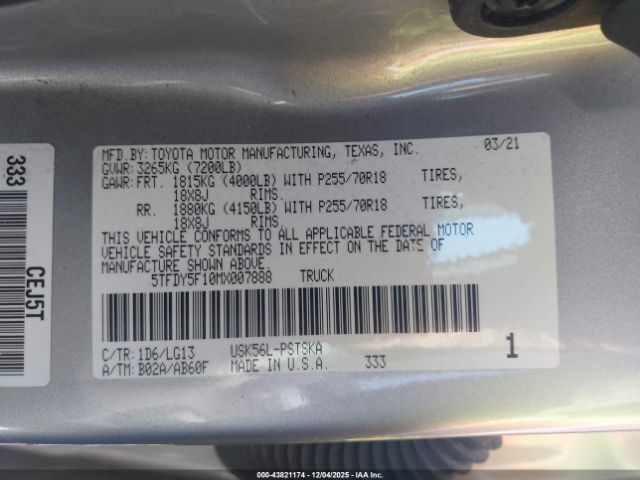 333
CEJ5T
MFD.BY:TOYOTA MOTOR MANUFACTURING, TEXAS, INC. 03/21
GVWR:3265KG (7200LB)
GAWR:FRT. 1815KG (4000LB) WITH P255/70R18 TIRES,
18X8J RIMS.
RR. 1880KG (4150LB) WITH P255/70R18 TIRES,
18X8J RIMS.
THIS VEHICLE CONFORMS TO ALL APPLICABLE FEDERAL MOTOR
VEHICLE SAFETY STANDARDS IN EFFECT ON THE DATE OF
MANUFACTURE SHOWN ABOVE.
5TFDY5F10MX007888 TRUCK
C/TR:1D6/LG13 USK56L-PSTSKA
A/TM:B02A/AB60F MADE IN U.S.A. 333 1
000-43821174 | 12/04/2025 - IAA Inc.